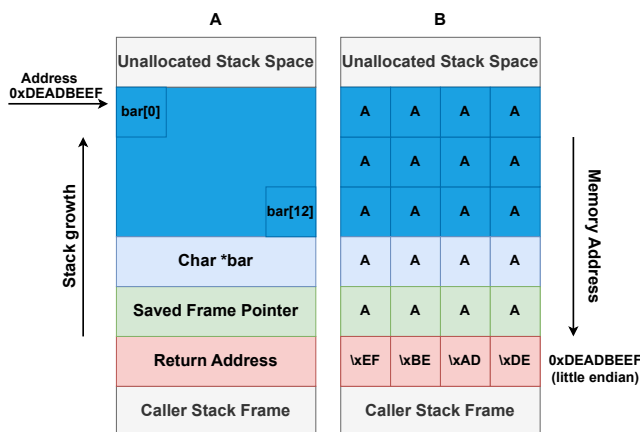 A
B
Unallocated Stack Space
Unallocated Stack Space
Address
0xDEADBEEF
bar[0]
A A A A
A A A A
bar[12]
A A A A
Stack growth
Memory Address
Char *bar
A A A A
Saved Frame Pointer
A A A A
Return Address
\xEF \xBE \xAD \xDE
0xDEADBEEF
(little endian)
Caller Stack Frame
Caller Stack Frame